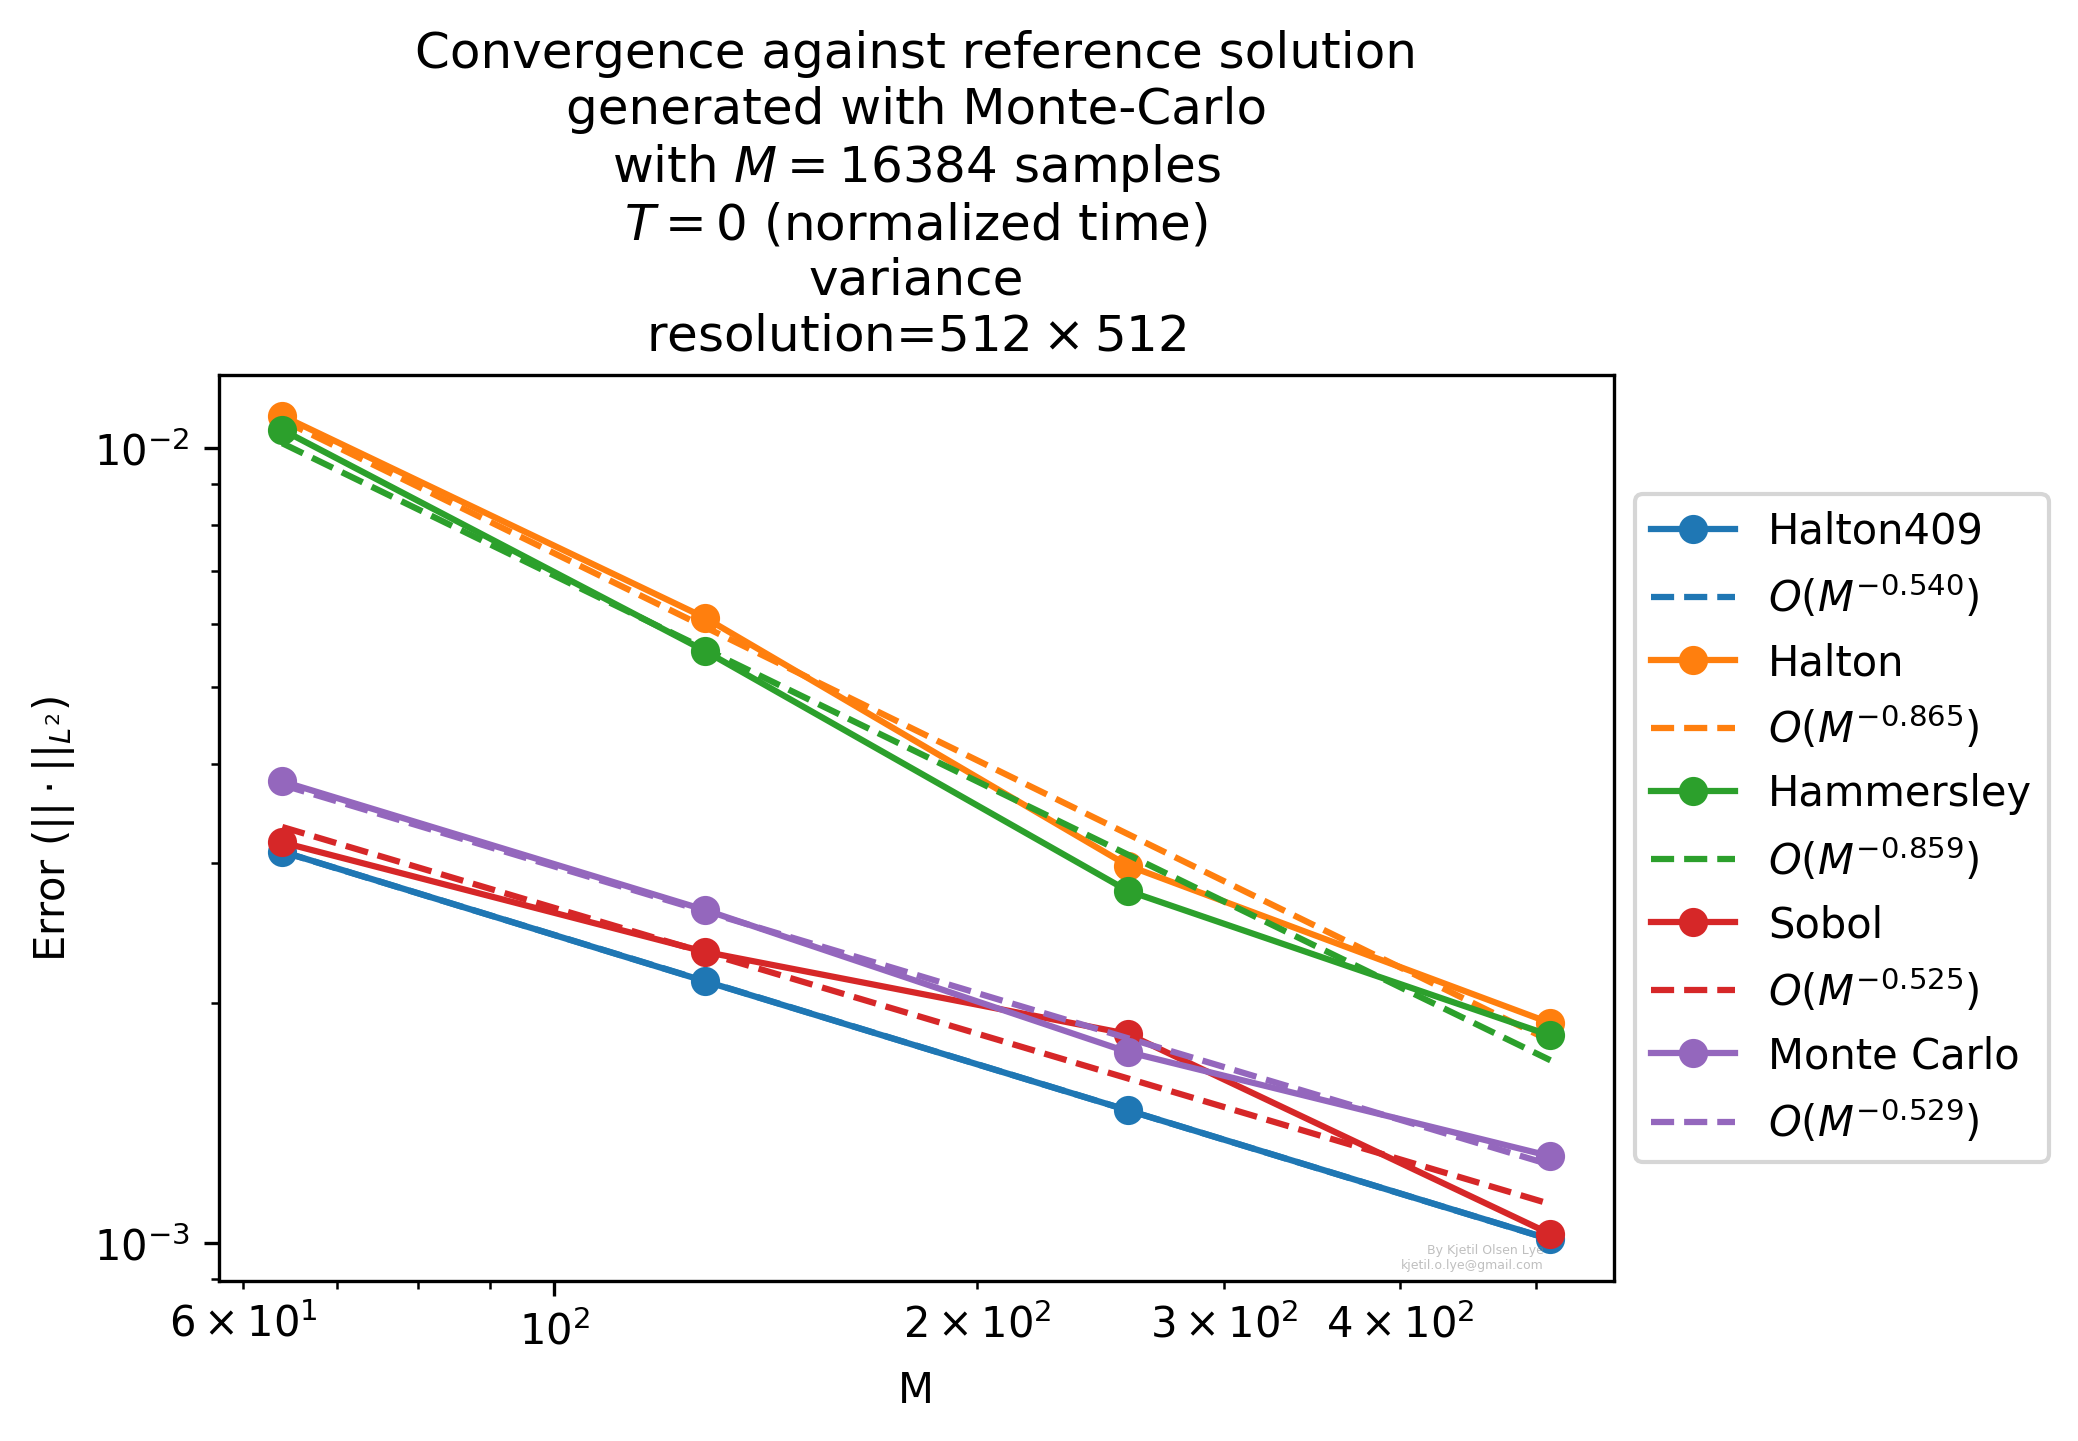 Convergence against reference solution
generated with Monte-Carlo
with M = 16384 samples
T = 0 (normalized time)
variance
resolution=512 × 512
Error (|| · ||_{L^2})
10^{-2}
10^{-3}
6 × 10^1
10^2
2 × 10^2
3 × 10^2
4 × 10^2
M
Halton409
O(M^{-0.540})
Halton
O(M^{-0.865})
Hammersley
O(M^{-0.859})
Sobol
O(M^{-0.525})
Monte Carlo
O(M^{-0.529})
By Kjetil Olsen Lye
kjetil.o.lye@gmail.com